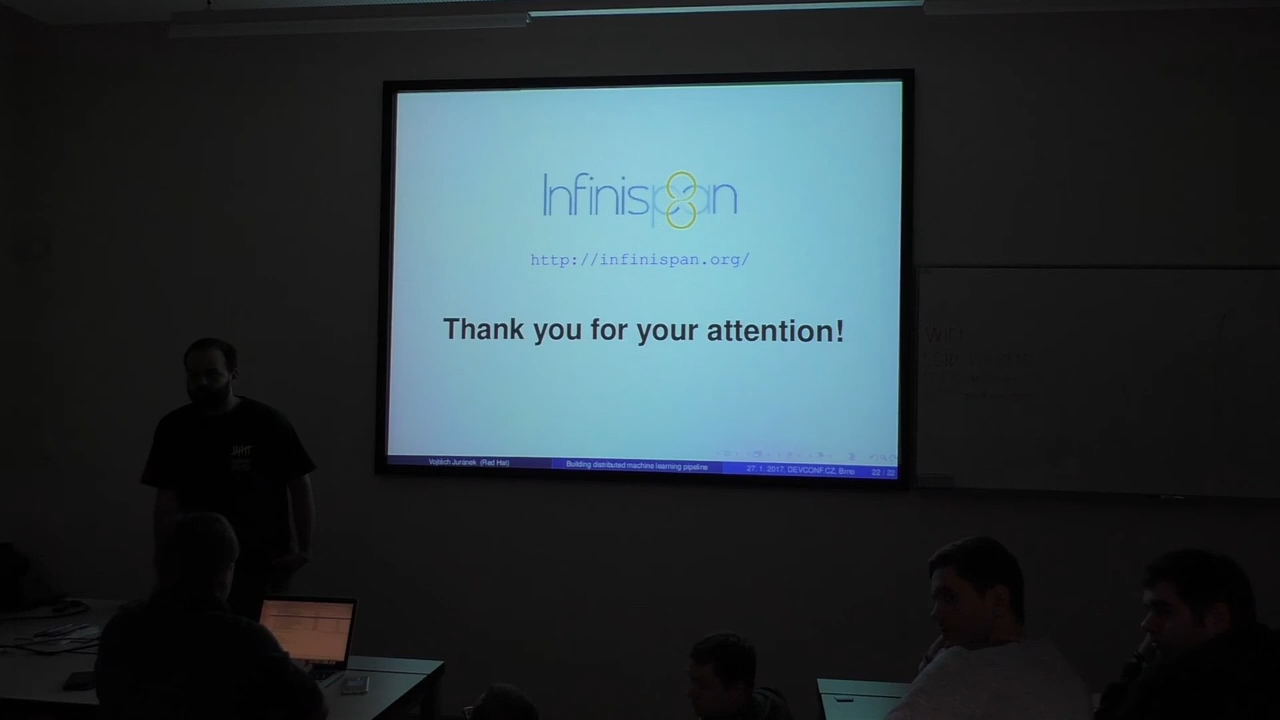 Infinispan
http://infinispan.org/
Thank you for your attention!
Vojtěch Juránek (Red Hat)
Building distributed machine learning pipeline
27. 1. 2017, DEVCONF.CZ, Brno
22 / 22